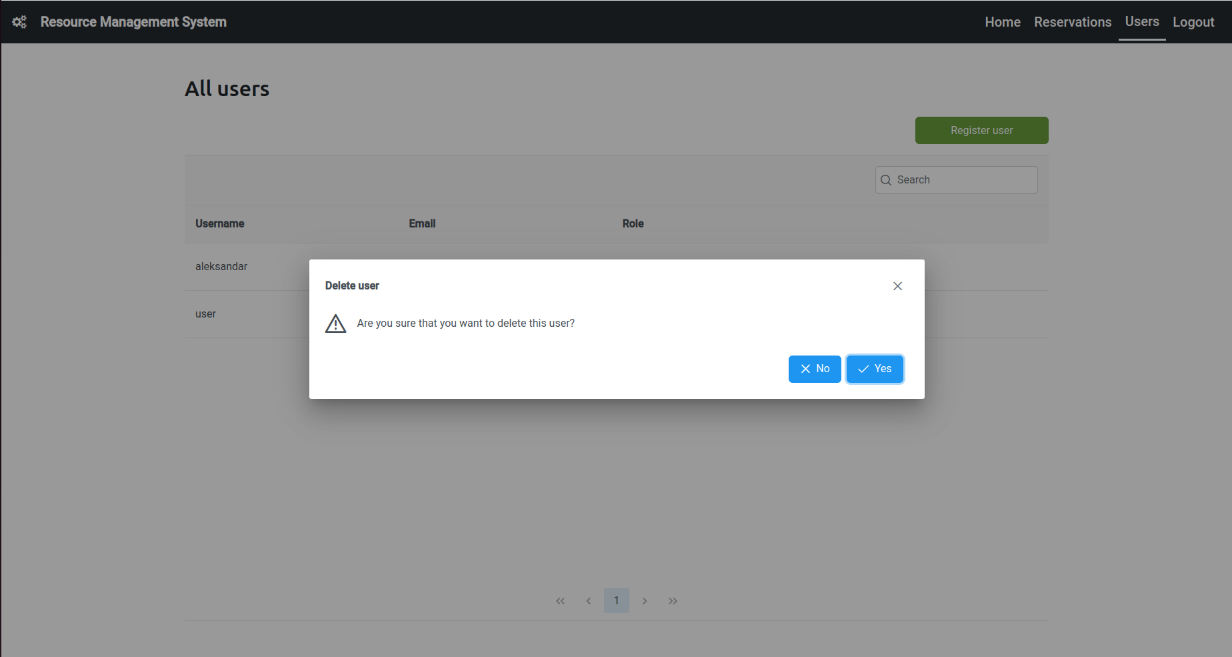 Resource Management System
Home Reservations Users Logout
All users
Register user
Search
Username Email Role
aleksandar
Delete user
user
Are you sure that you want to delete this user?
No Yes
1